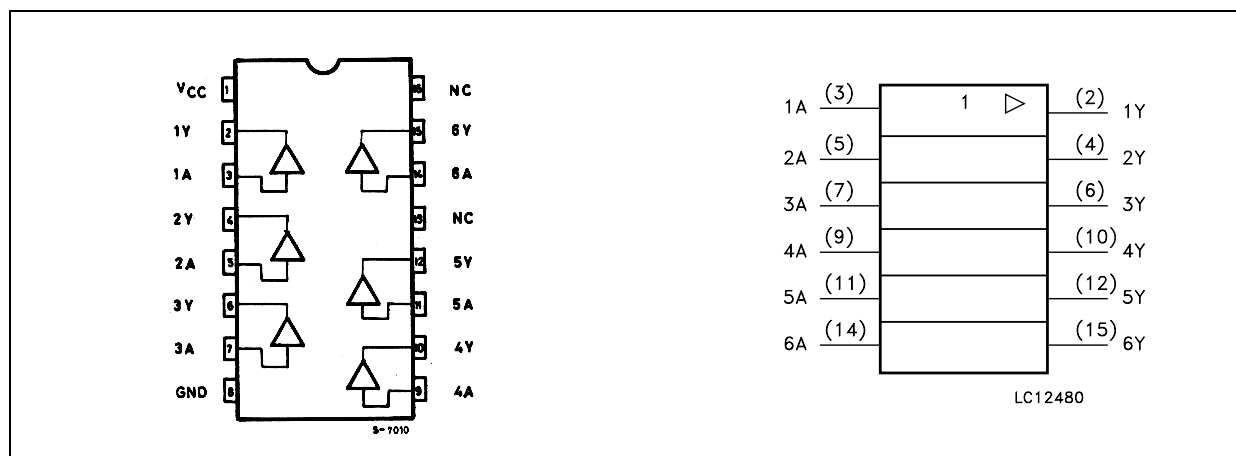 VCC 1 16 NC
1Y 2 15 6Y
1A 3 14 6A
2Y 4 13 NC
2A 5 12 5Y
3Y 6 11 5A
3A 7 10 4Y
GND 8 9 4A
S-7010
1
1A (3) (2) 1Y
2A (5) (4) 2Y
3A (7) (6) 3Y
4A (9) (10) 4Y
5A (11) (12) 5Y
6A (14) (15) 6Y
LC12480